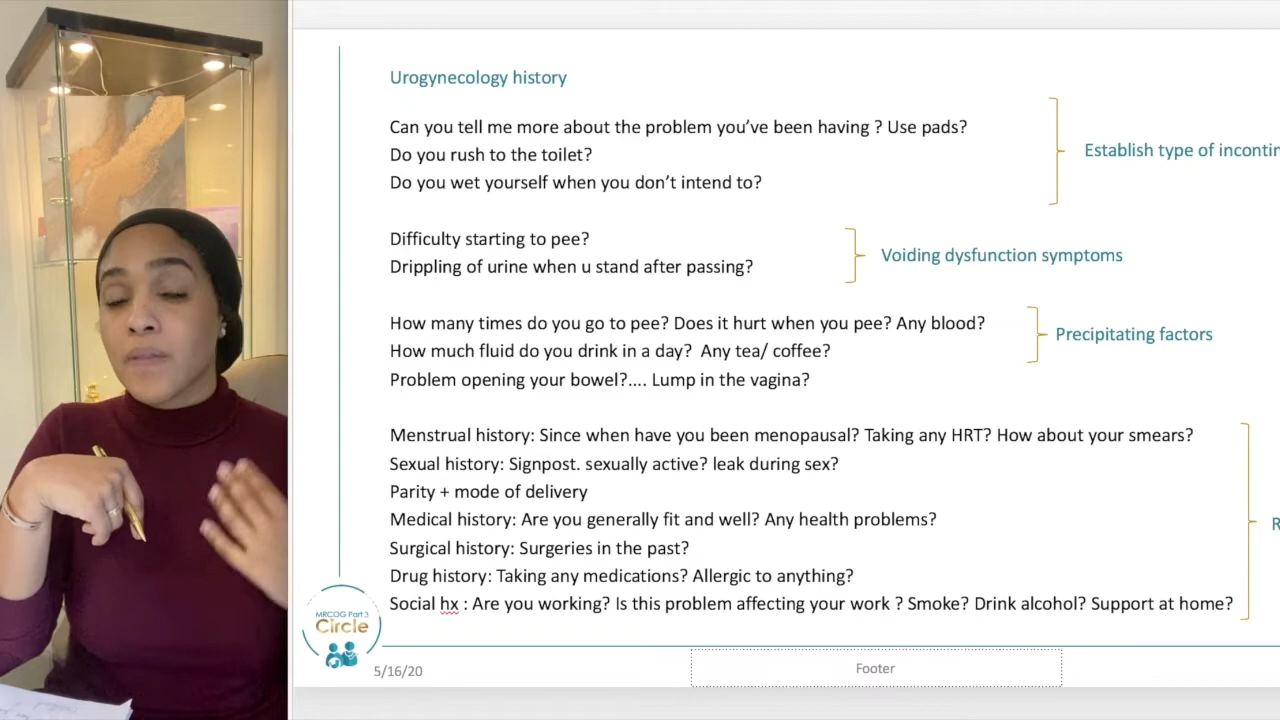 Urogynecology history
Can you tell me more about the problem you've been having ? Use pads?
Do you rush to the toilet?
Do you wet yourself when you don't intend to?
Establish type of incontin
Difficulty starting to pee?
Drippling of urine when u stand after passing?
Voiding dysfunction symptoms
How many times do you go to pee? Does it hurt when you pee? Any blood?
How much fluid do you drink in a day?  Any tea/ coffee?
Problem opening your bowel?.... Lump in the vagina?
Precipitating factors
Menstrual history: Since when have you been menopausal? Taking any HRT? How about your smears?
Sexual history: Signpost. sexually active? leak during sex?
Parity + mode of delivery
Medical history: Are you generally fit and well? Any health problems?
Surgical history: Surgeries in the past?
Drug history: Taking any medications? Allergic to anything?
Social hx : Are you working? Is this problem affecting your work ? Smoke? Drink alcohol? Support at home?
R
MRCOG Part 3
Circle
5/16/20
Footer